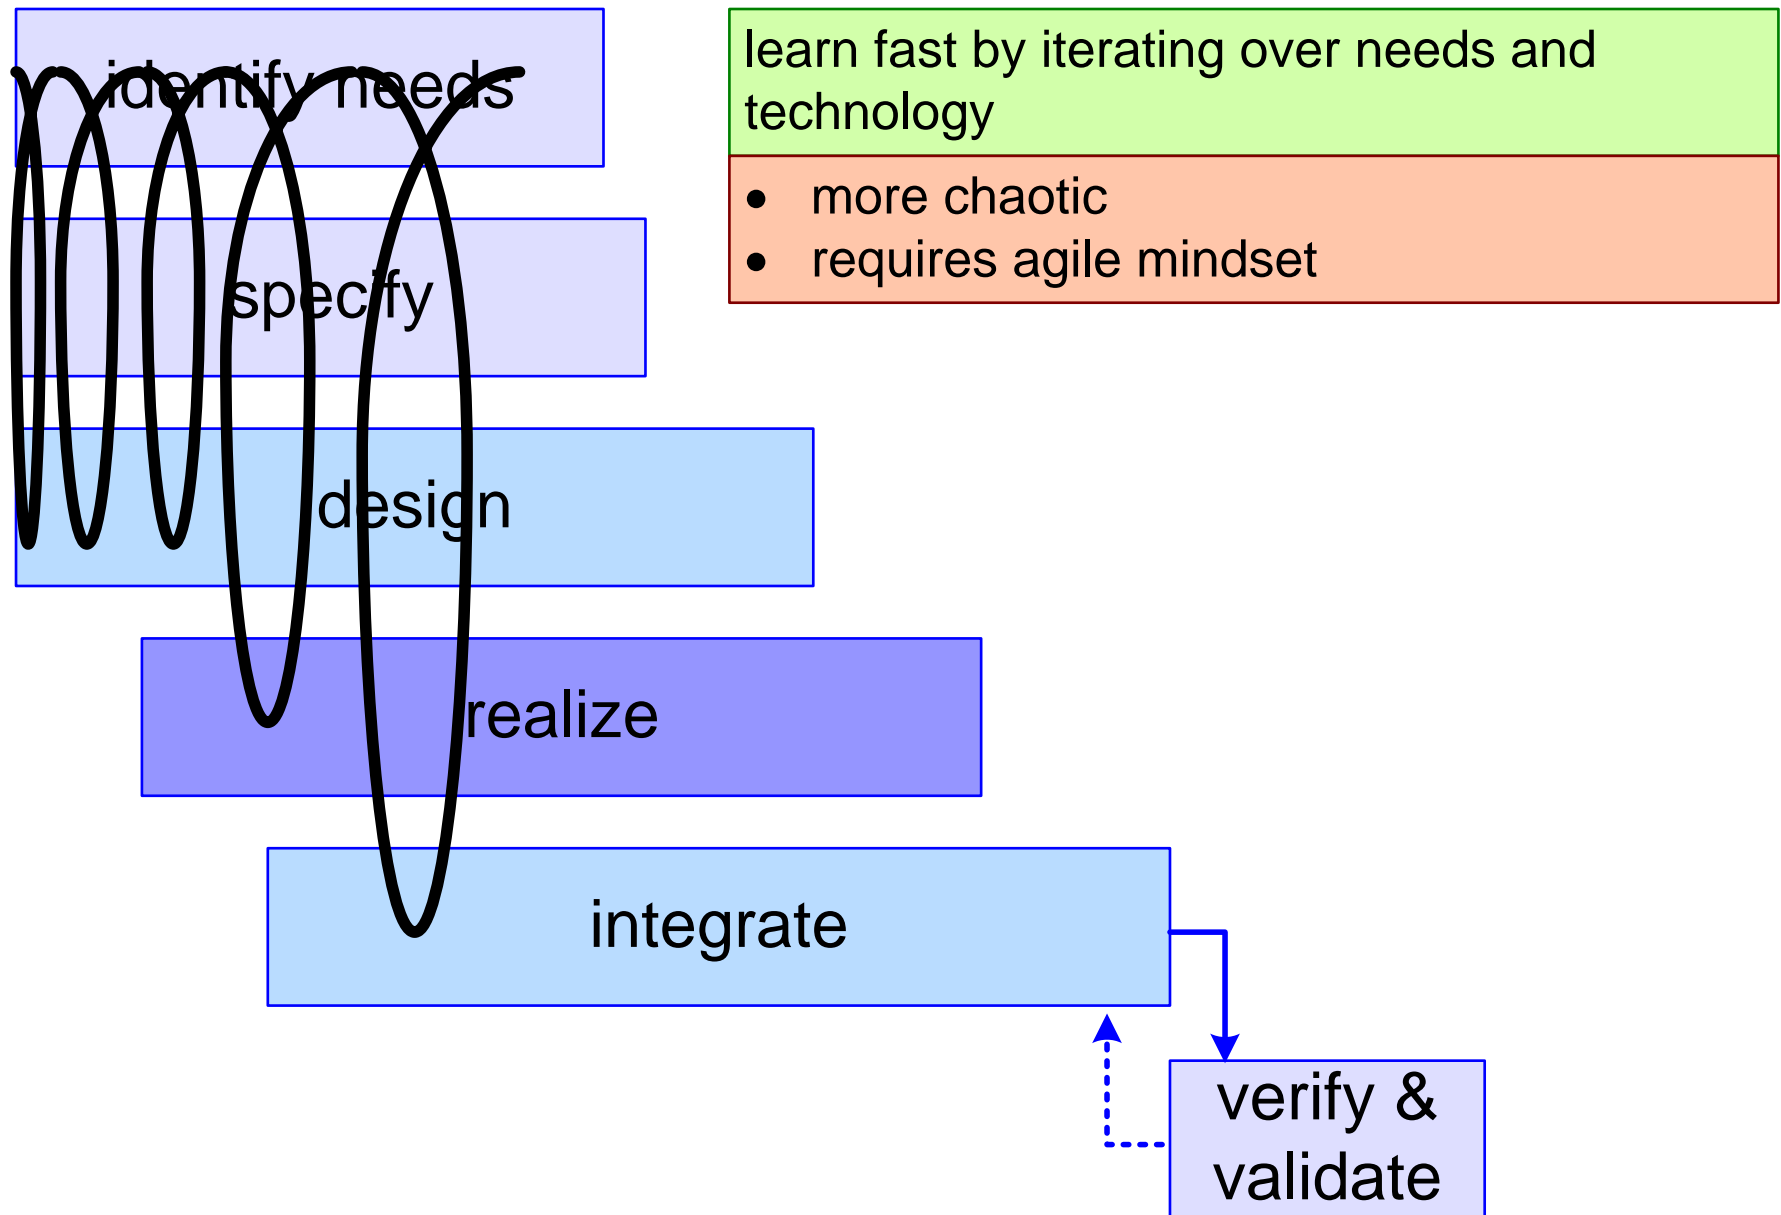 identify needs
learn fast by iterating over needs and
technology
• more chaotic
• requires agile mindset
specify
design
realize
integrate
verify &
validate